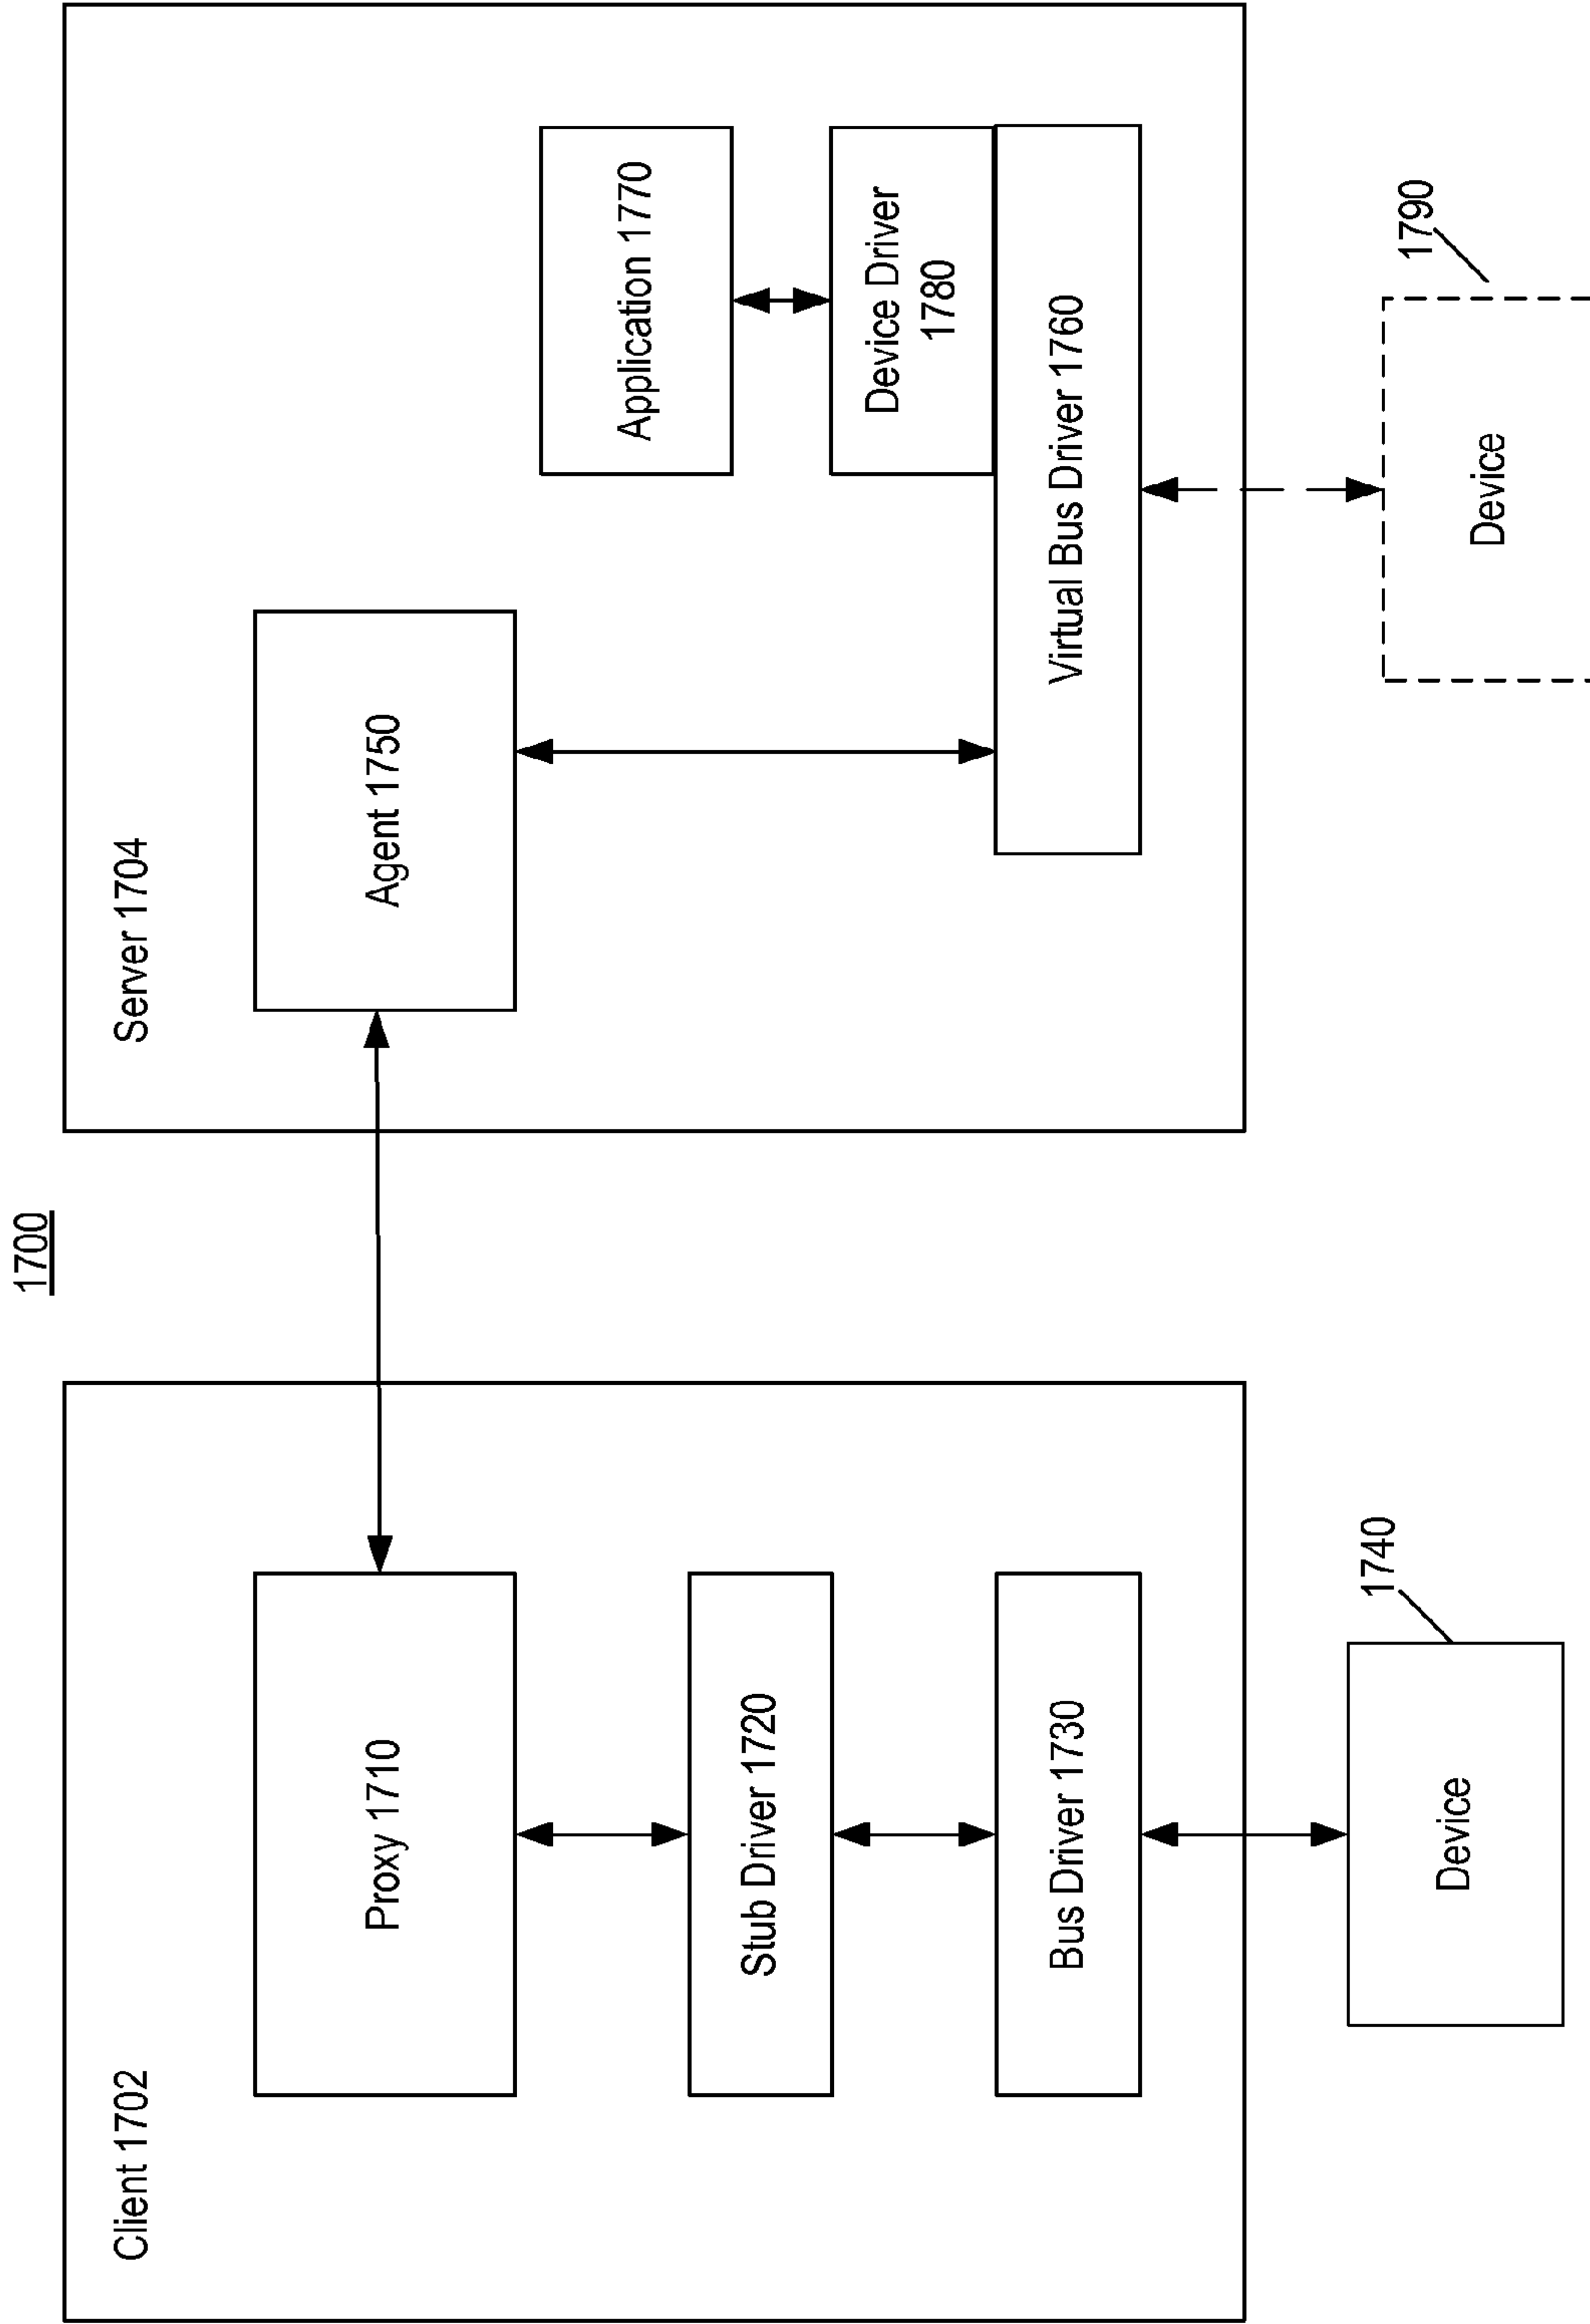 1700
Client 1702
Proxy 1710
Stub Driver 1720
Bus Driver 1730
1740
Device
Server 1704
Agent 1750
Application 1770
Device Driver
1780
Virtual Bus Driver 1760
1790
Device